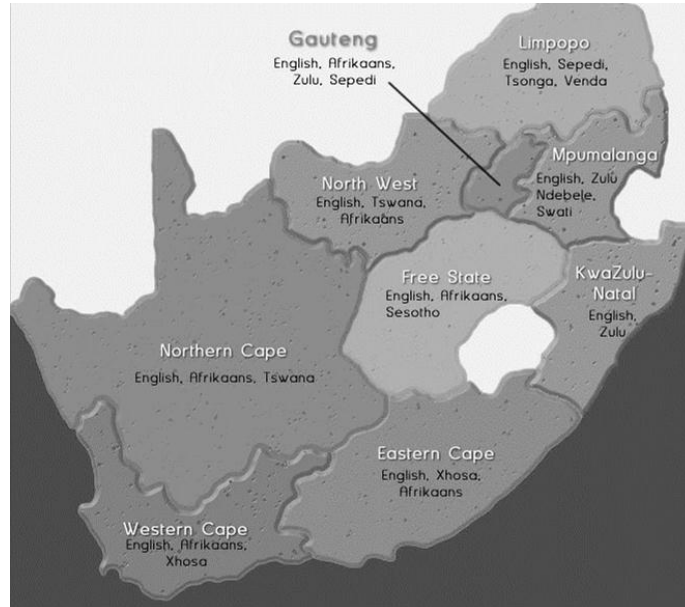 Gauteng
English, Afrikaans,
Zulu, Sepedi
Limpopo
English, Sepedi,
Tsonga, Venda
Mpumalanga
English, Zulu
Ndebele,
Swati
North West
English, Tswana,
Afrikaans
Free State
English, Afrikaans,
Sesotho
KwaZulu-
Natal
English,
Zulu
Northern Cape
English, Afrikaans, Tswana
Eastern Cape
English, Xhosa,
Afrikaans
Western Cape
English, Afrikaans,
Xhosa